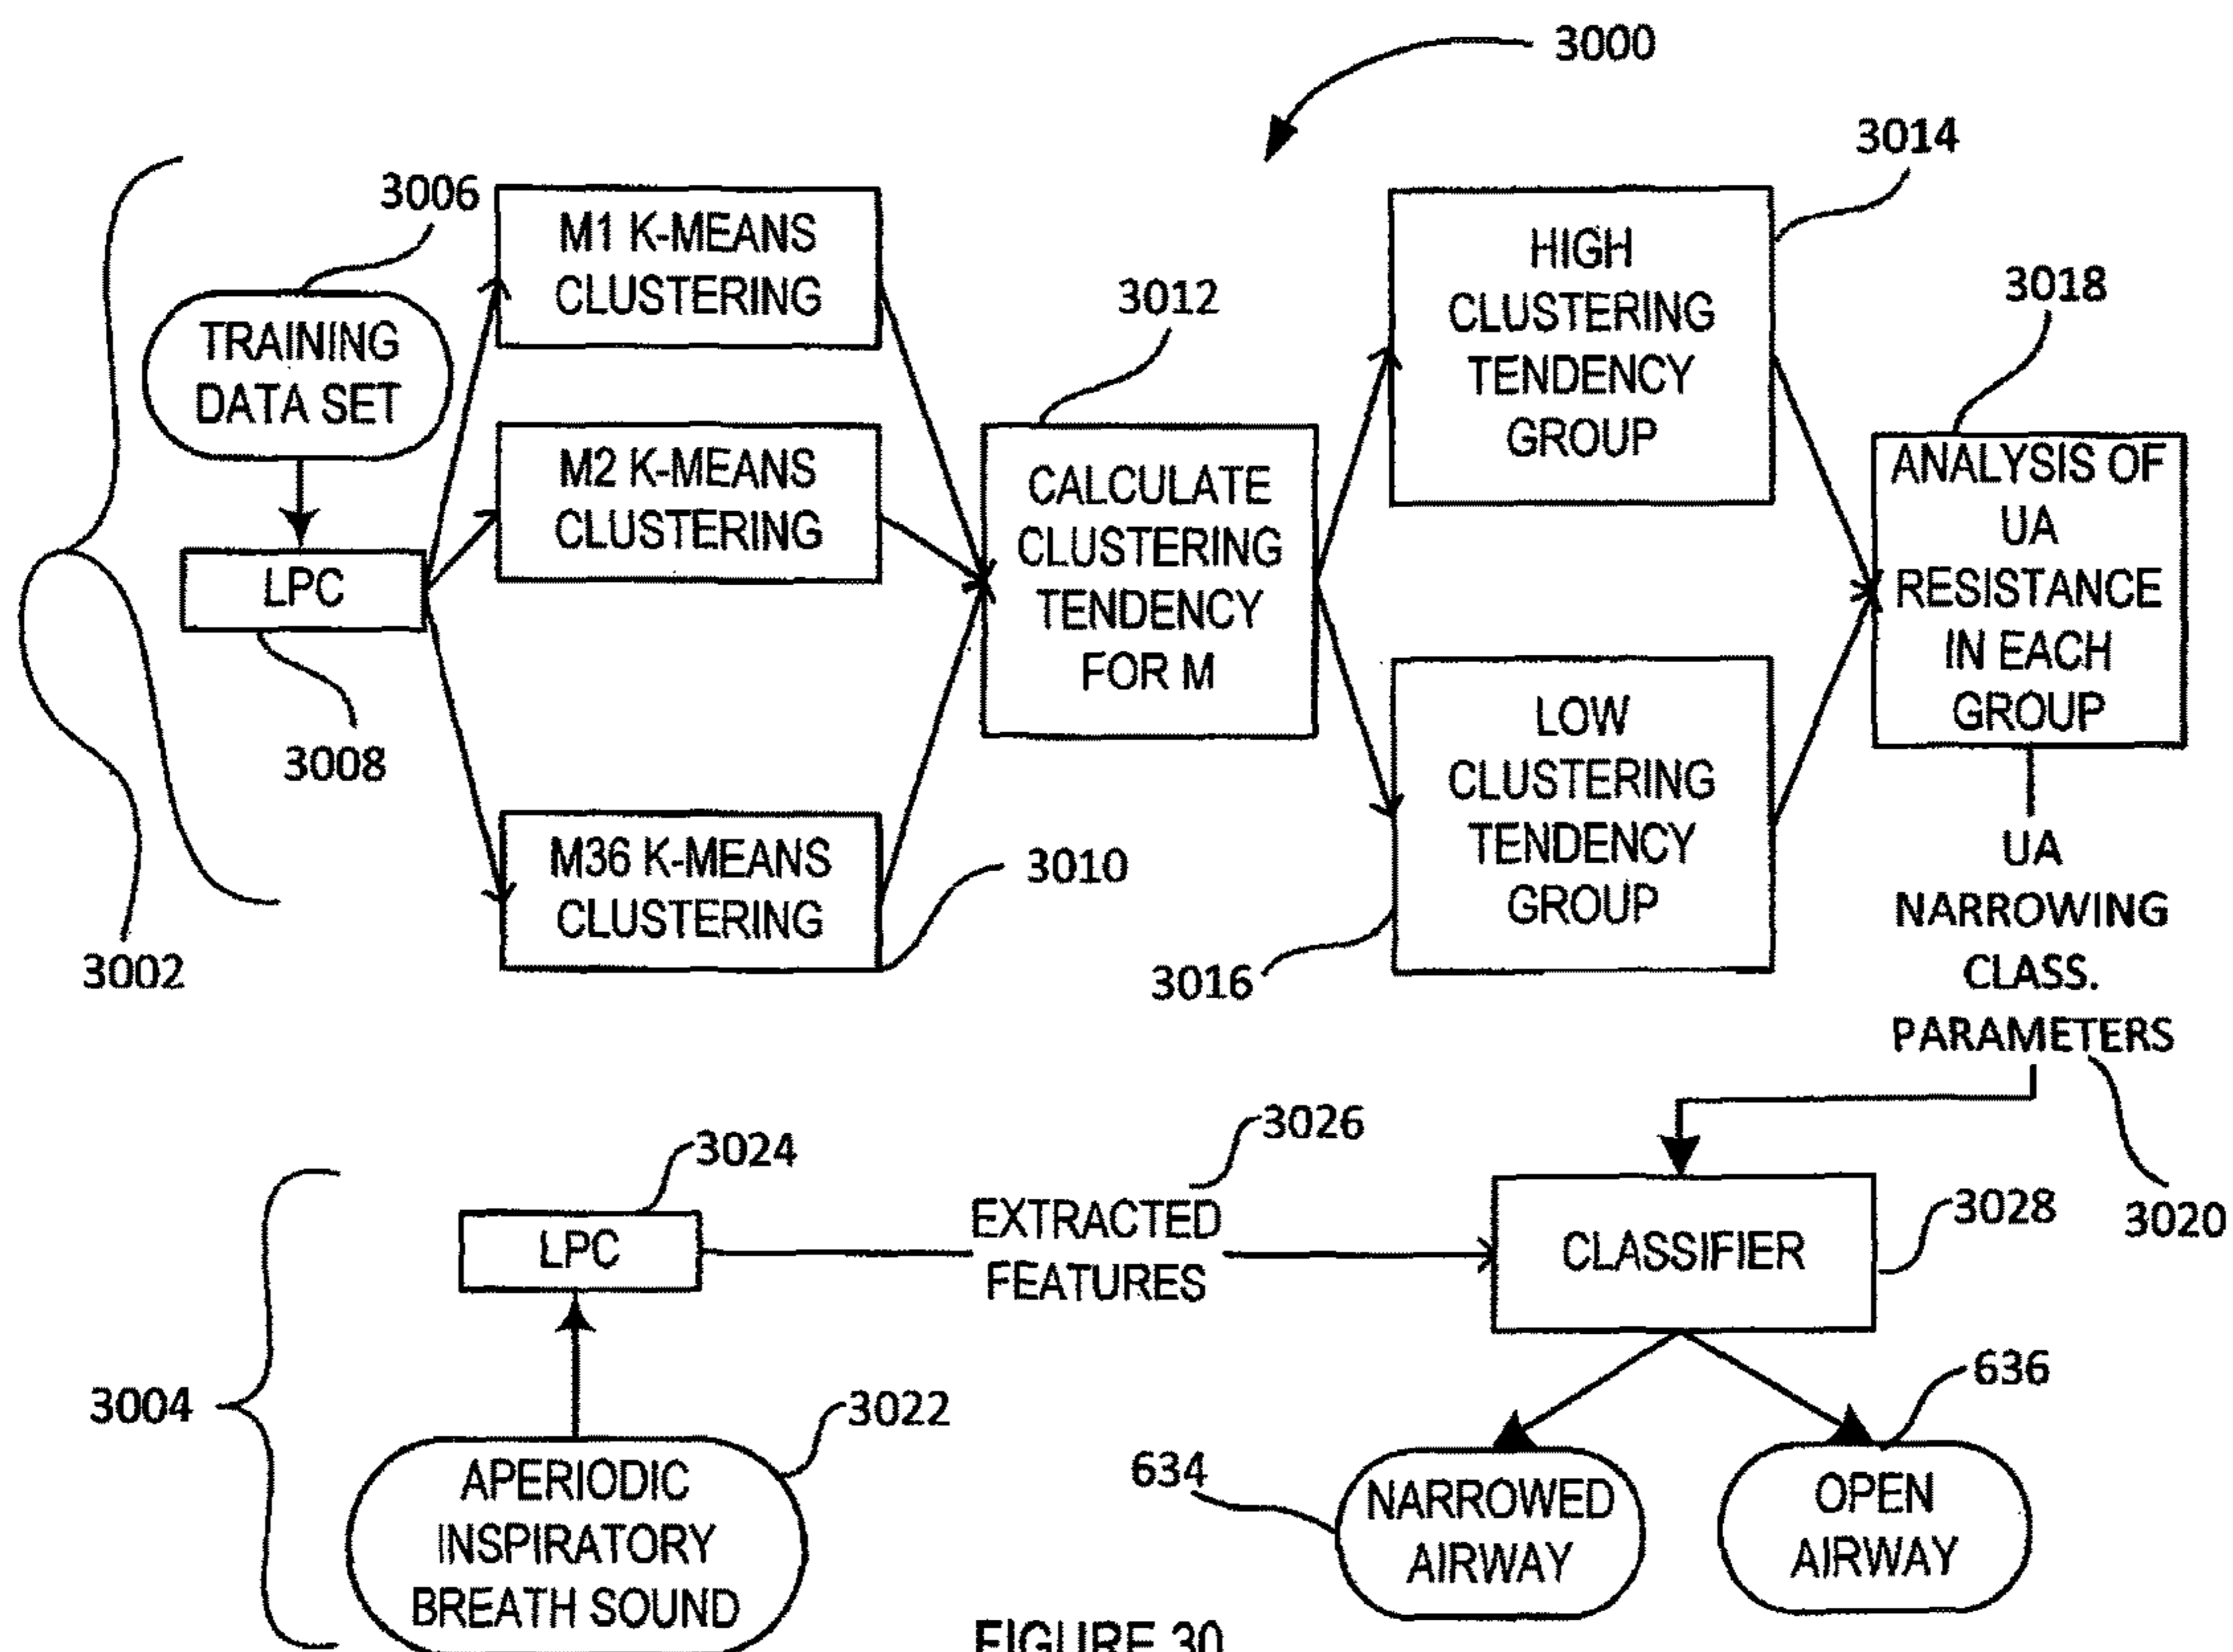 3000
3014
3006
M1 K-MEANS
CLUSTERING
HIGH
CLUSTERING
TENDENCY
GROUP
3012
3018
TRAINING
DATA SET
M2 K-MEANS
CLUSTERING
CALCULATE
CLUSTERING
TENDENCY
FOR M
ANALYSIS OF
UA
RESISTANCE
IN EACH
GROUP
LPC
3008
LOW
CLUSTERING
TENDENCY
GROUP
M36 K-MEANS
CLUSTERING
3010
3002
3016
UA
NARROWING
CLASS.
PARAMETERS
3024
3026
LPC
EXTRACTED
FEATURES
CLASSIFIER
3028
3020
3004
3022
636
634
APERIODIC
INSPIRATORY
BREATH SOUND
NARROWED
AIRWAY
OPEN
AIRWAY
FIGURE 30